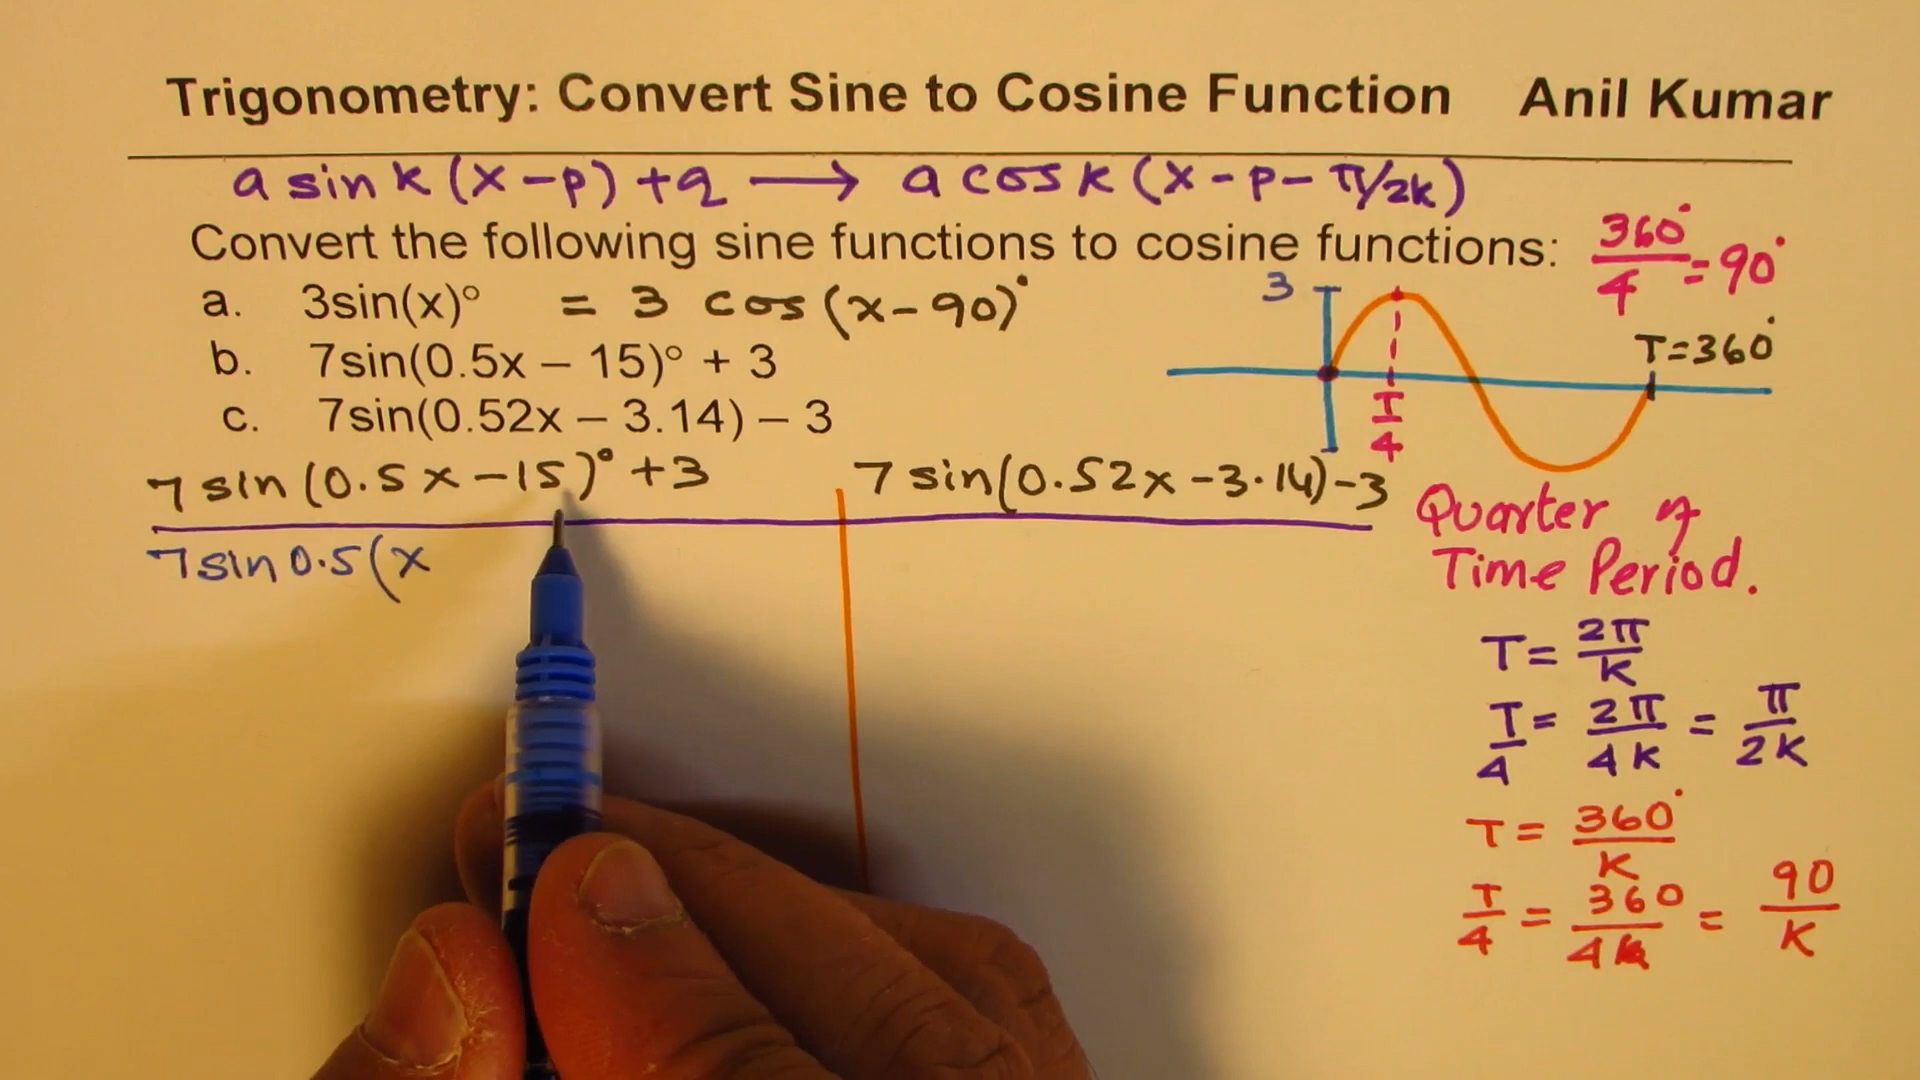 Trigonometry: Convert Sine to Cosine Function Anil Kumar
a sin k (x - p) + q → a cos k (x - p - π/2k)
Convert the following sine functions to cosine functions:
360°/4 = 90°
a. 3sin(x)° = 3 cos (x - 90)°
b. 7sin(0.5x – 15)° + 3
c. 7sin(0.52x – 3.14) – 3
3
T=360°
T/4
7 sin (0.5x - 15)° + 3
7 sin(0.52x - 3.14) - 3
7 sin 0.5 (x
Quarter of
Time Period.
T = 2π/k
T/4 = 2π/4k = π/2k
T = 360°/k
T/4 = 360/4k = 90/k